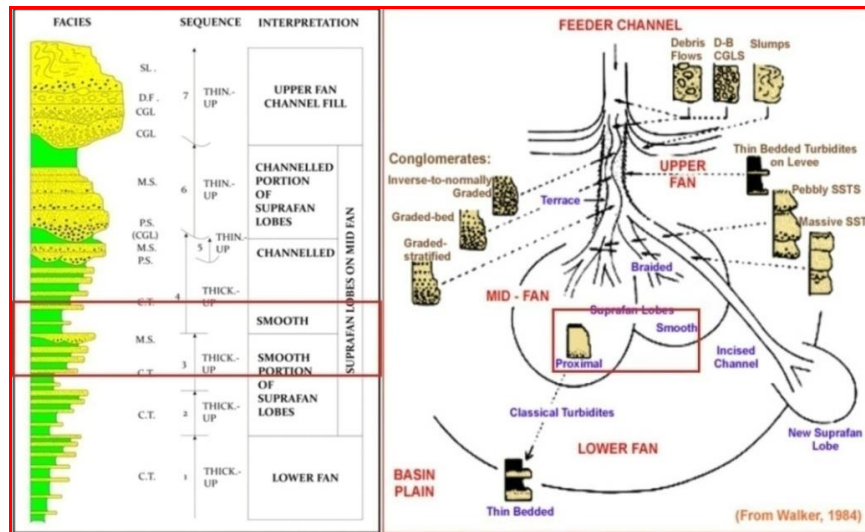 FACIES SEQUENCE INTERPRETATION
SL.
D.F.
CGL
CGL
7 THIN.-
UP
UPPER FAN
CHANNEL FILL
M.S.
P.S.
(CGL)
6 THIN.-
UP
CHANNELLED
PORTION
OF
SUPRAFAN
LOBES
M.S.
P.S.
5 THIN.-
UP
CHANNELLED
C.T.
4 THICK.-
UP
SMOOTH
M.S.
C.T.
3 THICK.-
UP
SMOOTH
PORTION
OF
SUPRAFAN
LOBES
C.T.
2 THICK.-
UP
SUPRAFAN LOBES ON MID FAN
C.T.
1 THICK.-
UP
LOWER FAN
FEEDER CHANNEL
Debris
Flows
D-B
CGLS
Slumps
Conglomerates:
Inverse-to-normally
Graded
Graded-bed
Graded-
stratified
Terrace
UPPER
FAN
Thin Bedded Turbidites
on Levee
Pebbly SSTS
Massive SST
Braided
MID - FAN
Suprafan Lobes
Smooth
Proximal
Incised
Channel
Classical Turbidites
New Suprafan
Lobe
LOWER FAN
BASIN
PLAIN
Thin Bedded
(From Walker, 1984)